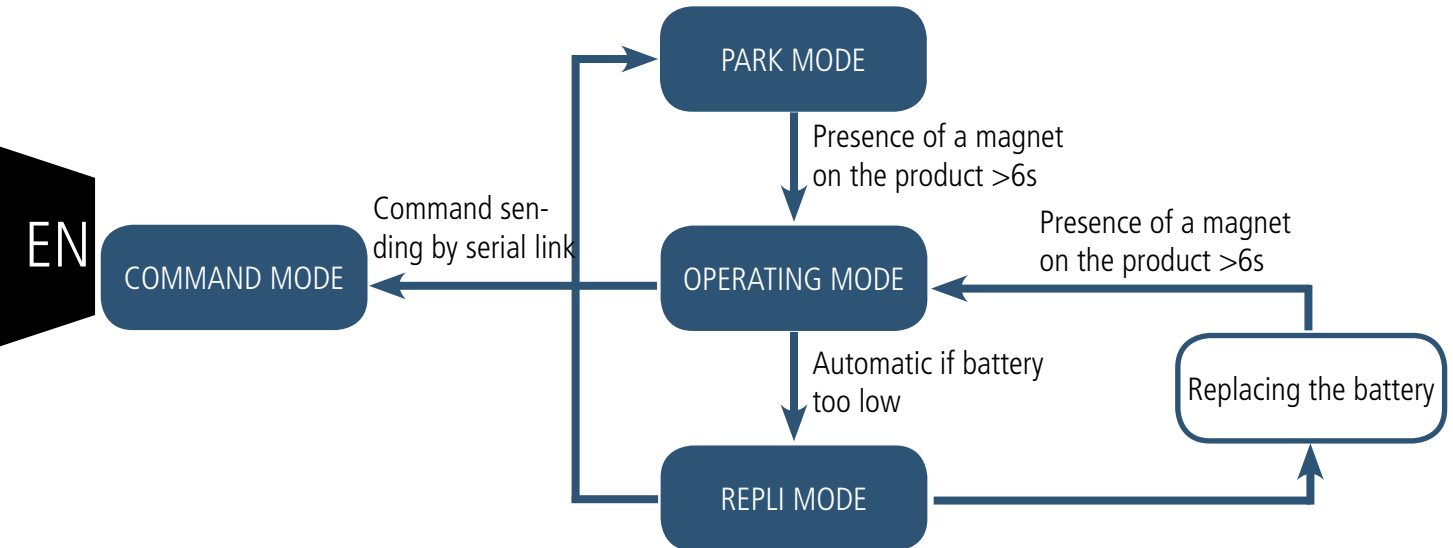 PARK MODE
Presence of a magnet
on the product >6s
EN
Command sen-
ding by serial link
COMMAND MODE
OPERATING MODE
Presence of a magnet
on the product >6s
Automatic if battery
too low
Replacing the battery
REPLI MODE